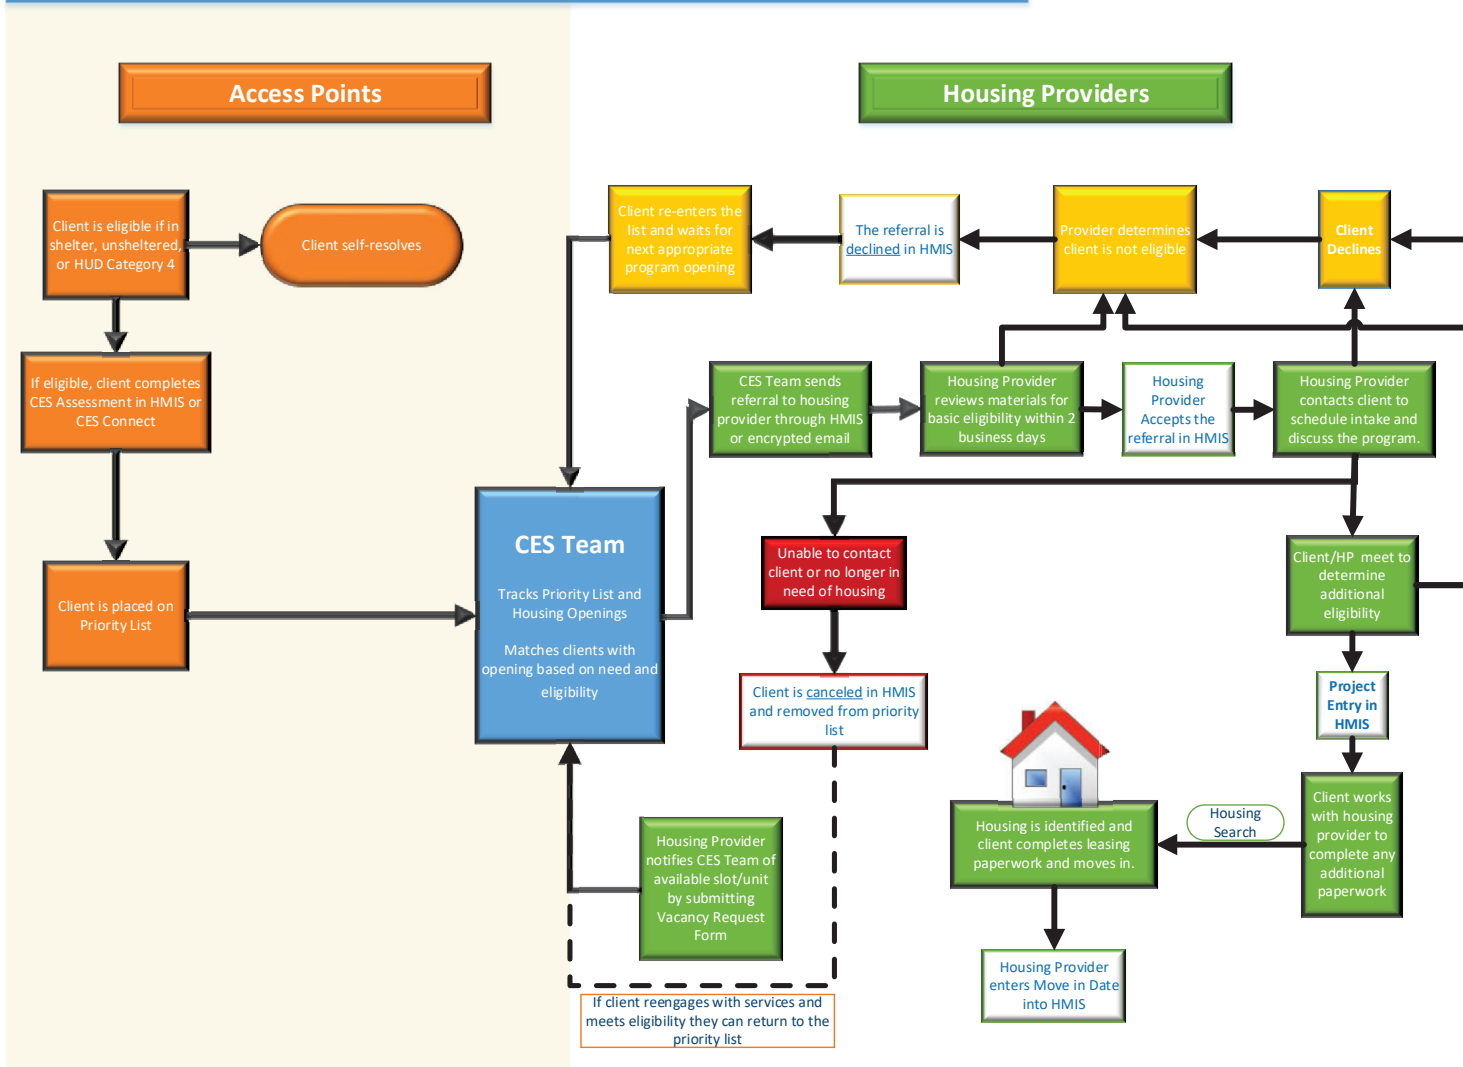 Access Points
Housing Providers
Client is eligible if in
shelter, unsheltered,
or HUD Category 4
Client self-resolves
If eligible, client completes
CES Assessment in HMIS or
CES Connect
Client is placed on
Priority List
CES Team
Tracks Priority List and
Housing Openings
Matches clients with
opening based on need and
eligibility
Client re-enters the
list and waits for
next appropriate
program opening
The referral is
declined in HMIS
Provider determines
client is not eligible
Client
Declines
CES Team sends
referral to housing
provider through HMIS
or encrypted email
Housing Provider
reviews materials for
basic eligibility within 2
business days
Housing
Provider
Accepts the
referral in HMIS
Housing Provider
contacts client to
schedule intake and
discuss the program.
Unable to contact
client or no longer in
need of housing
Client is canceled in HMIS
and removed from priority
list
Client/HP meet to
determine
additional
eligibility
Project
Entry in
HMIS
Client works
with housing
provider to
complete any
additional
paperwork
Housing
Search
Housing is identified and
client completes leasing
paperwork and moves in.
Housing Provider
enters Move in Date
into HMIS
Housing Provider
notifies CES Team of
available slot/unit
by submitting
Vacancy Request
Form
If client reengages with services and
meets eligibility they can return to the
priority list